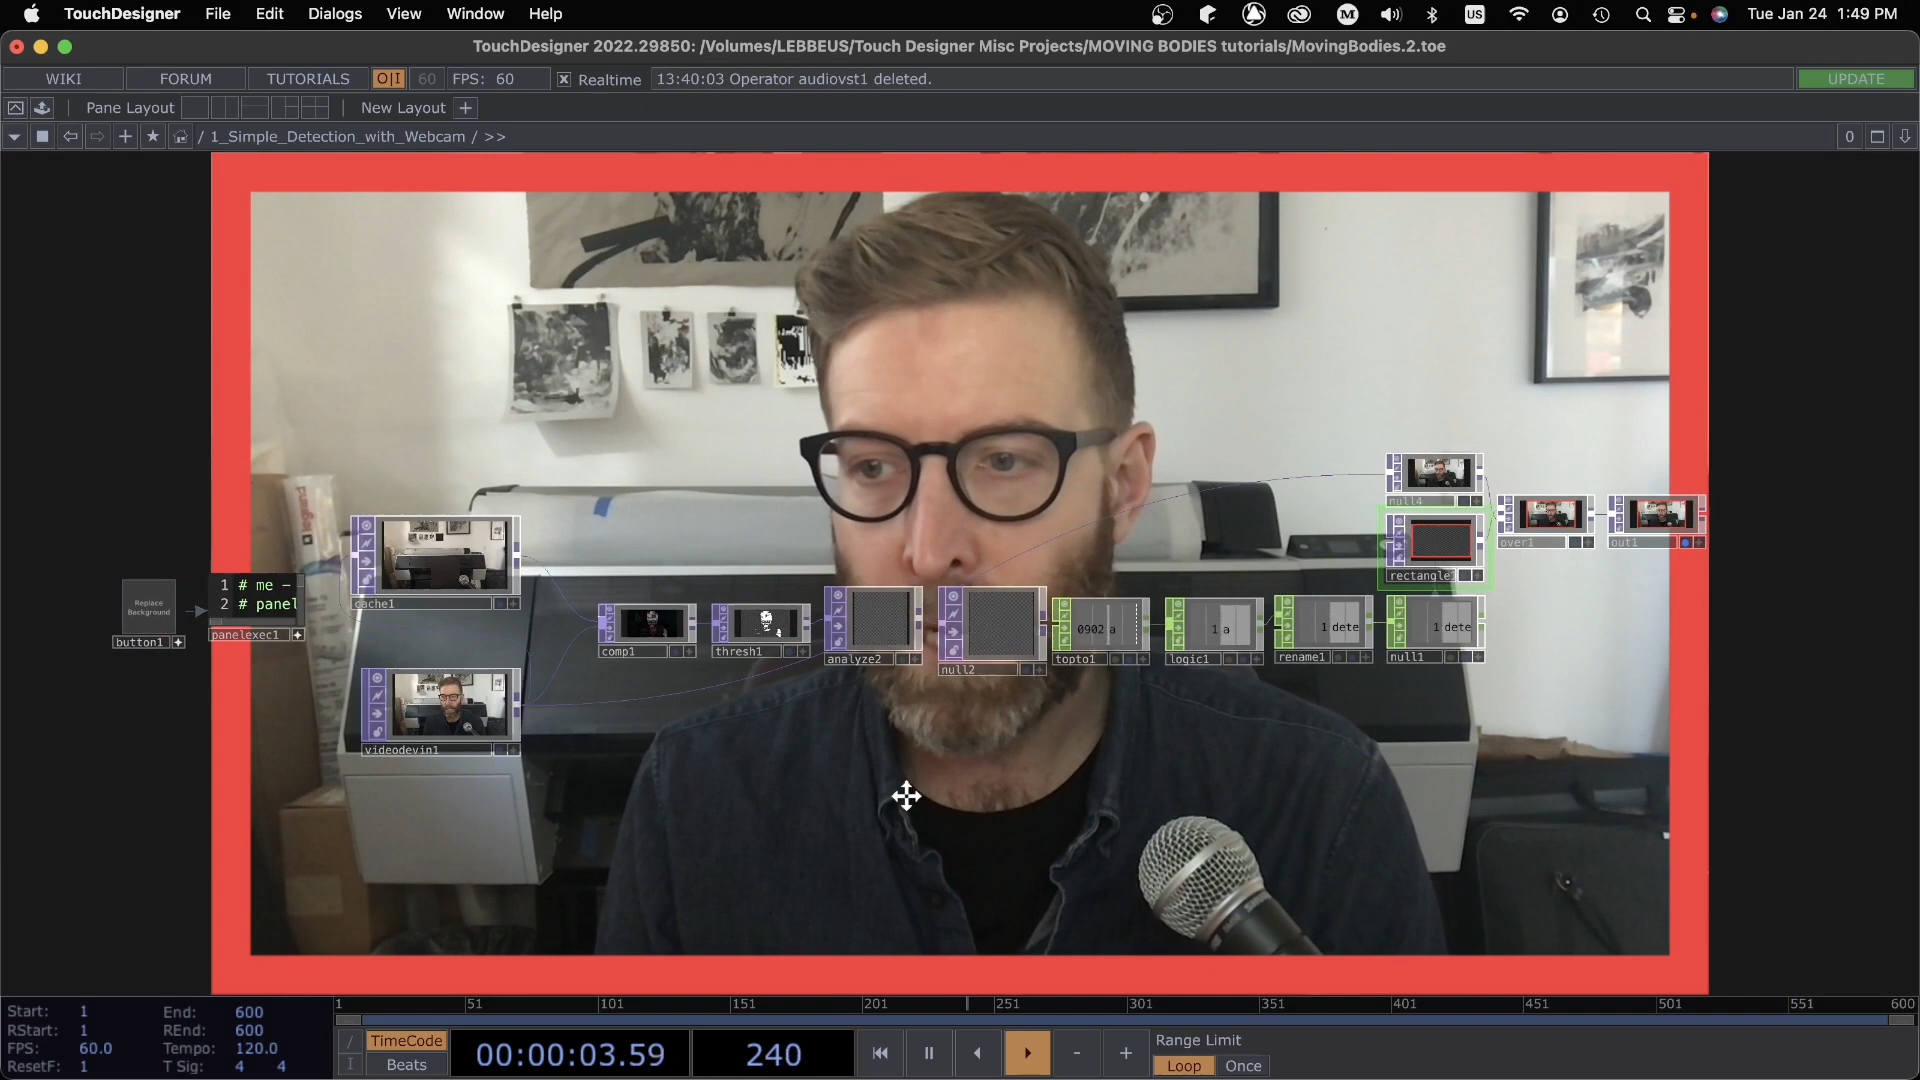 TouchDesigner File Edit Dialogs View Window Help US Tue Jan 24 1:49 PM
TouchDesigner 2022.29850: /Volumes/LEBBEUS/Touch Designer Misc Projects/MOVING BODIES tutorials/MovingBodies.2.toe
WIKI FORUM TUTORIALS O|I 60 FPS: 60 Realtime 13:40:03 Operator audiovst1 deleted. UPDATE
Pane Layout New Layout +
/ 1_Simple_Detection_with_Webcam / >> 0
null4
over1
out1
rectangle1
Replace
Background
button1
1 # me -
2 # panel
panelexec1
cache1
comp1
thresh1
analyze2
null2
0902 a
topto1
1 a
logic1
1 dete
rename1
1 dete
null1
videodevin1
1 51 101 151 201 251 301 351 401 451 501 551 600
Start: 1 End: 600
RStart: 1 REnd: 600
FPS: 60.0 Tempo: 120.0
ResetF: 1 T Sig: 4 4
TimeCode
Beats
00:00:03.59
240
- +
Range Limit
Loop Once